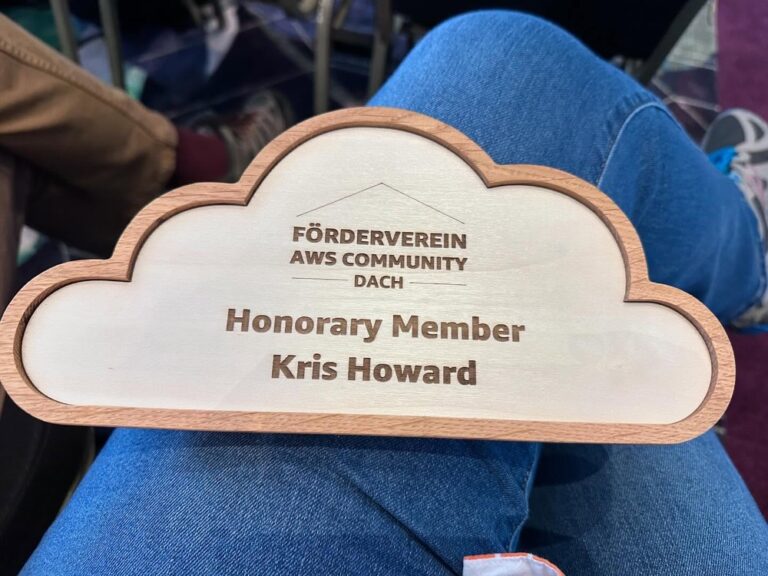 FÖRDERVEREIN
AWS COMMUNITY
DACH
Honorary Member
Kris Howard